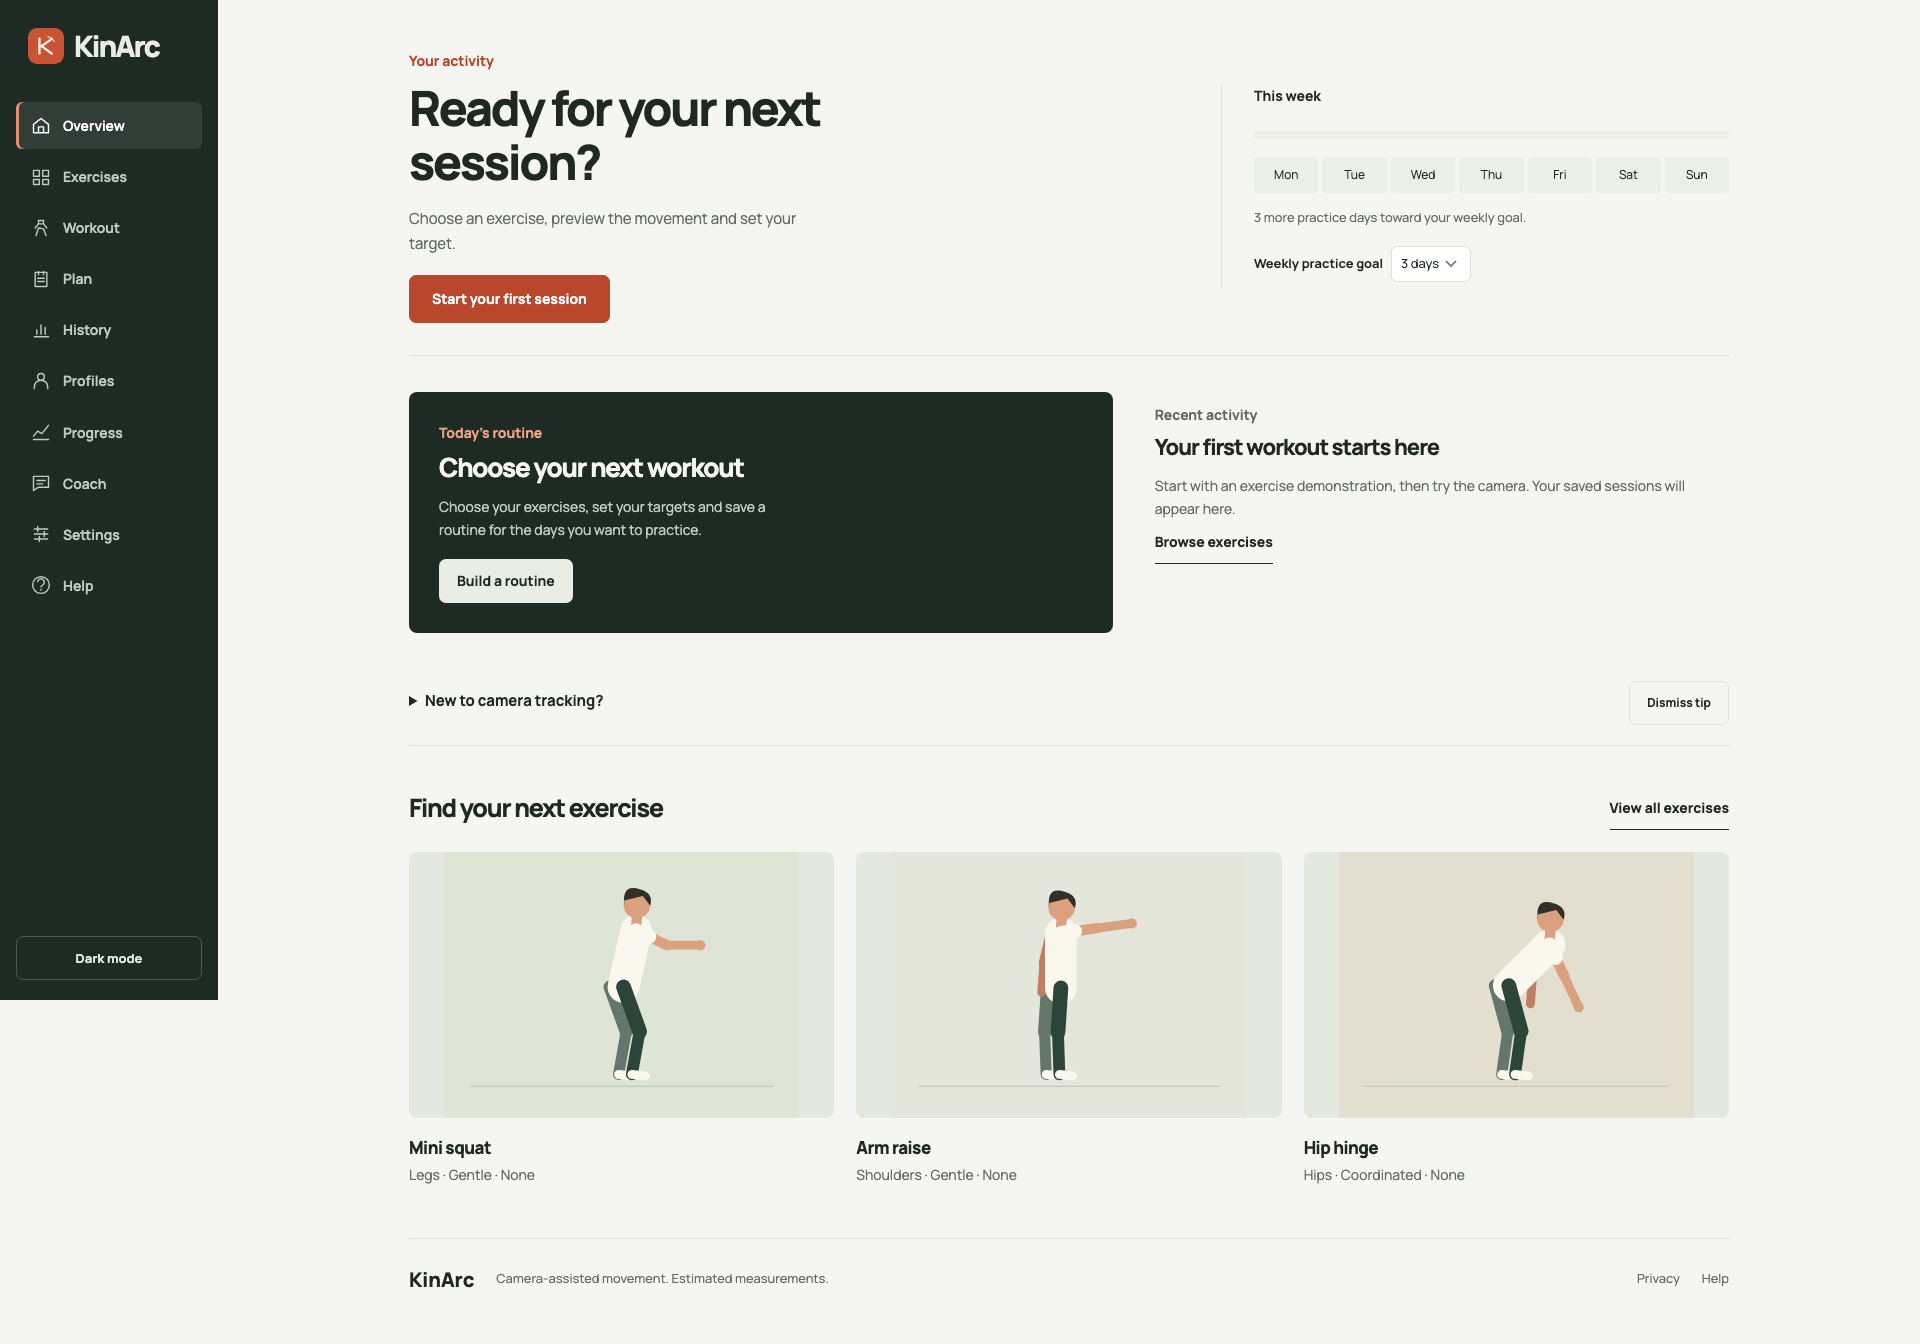 KinArc
Overview
Exercises
Workout
Plan
History
Profiles
Progress
Coach
Settings
Help
Dark mode
Your activity
Ready for your next
session?
Choose an exercise, preview the movement and set your
target.
Start your first session
This week
Mon Tue Wed Thu Fri Sat Sun
3 more practice days toward your weekly goal.
Weekly practice goal 3 days
Today's routine
Choose your next workout
Choose your exercises, set your targets and save a
routine for the days you want to practice.
Build a routine
Recent activity
Your first workout starts here
Start with an exercise demonstration, then try the camera. Your saved sessions will
appear here.
Browse exercises
New to camera tracking?
Dismiss tip
Find your next exercise
View all exercises
Mini squat
Legs · Gentle · None
Arm raise
Shoulders · Gentle · None
Hip hinge
Hips · Coordinated · None
KinArc Camera-assisted movement. Estimated measurements.
Privacy Help